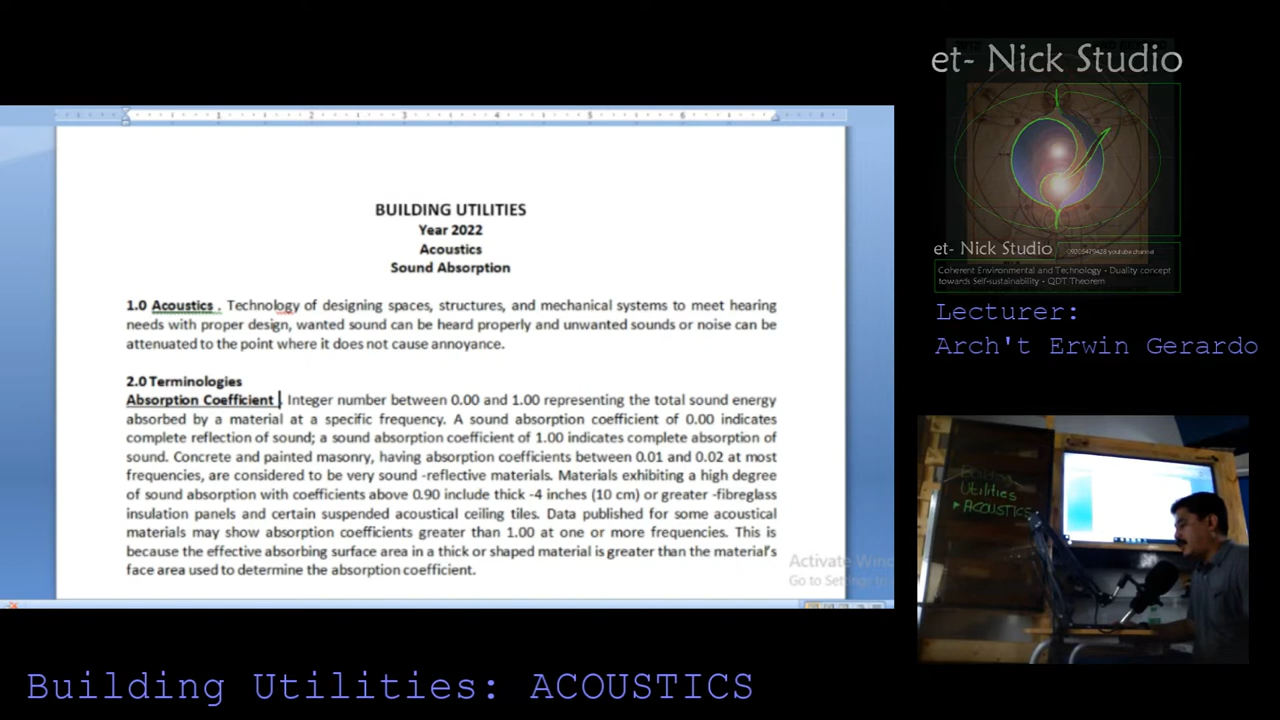 et- Nick Studio
BUILDING UTILITIES
Year 2022
Acoustics
Sound Absorption
1.0 Acoustics . Technology of designing spaces, structures, and mechanical systems to meet hearing
needs with proper design, wanted sound can be heard properly and unwanted sounds or noise can be
attenuated to the point where it does not cause annoyance.
2.0 Terminologies
Absorption Coefficient . Integer number between 0.00 and 1.00 representing the total sound energy
absorbed by a material at a specific frequency. A sound absorption coefficient of 0.00 indicates
complete reflection of sound; a sound absorption coefficient of 1.00 indicates complete absorption of
sound. Concrete and painted masonry, having absorption coefficients between 0.01 and 0.02 at most
frequencies, are considered to be very sound -reflective materials. Materials exhibiting a high degree
of sound absorption with coefficients above 0.90 include thick -4 inches (10 cm) or greater -fibreglass
insulation panels and certain suspended acoustical ceiling tiles. Data published for some acoustical
materials may show absorption coefficients greater than 1.00 at one or more frequencies. This is
because the effective absorbing surface area in a thick or shaped material is greater than the material's
face area used to determine the absorption coefficient.
Activate Wind
Go to Settings to
et- Nick Studio
09205479428 youtube channel
Coherent Environmental and Technology - Duality concept
towards Self-sustainability - QDT Theorem
Lecturer:
Arch't Erwin Gerardo
Building
Utilities
ACOUSTICS
Building Utilities: ACOUSTICS